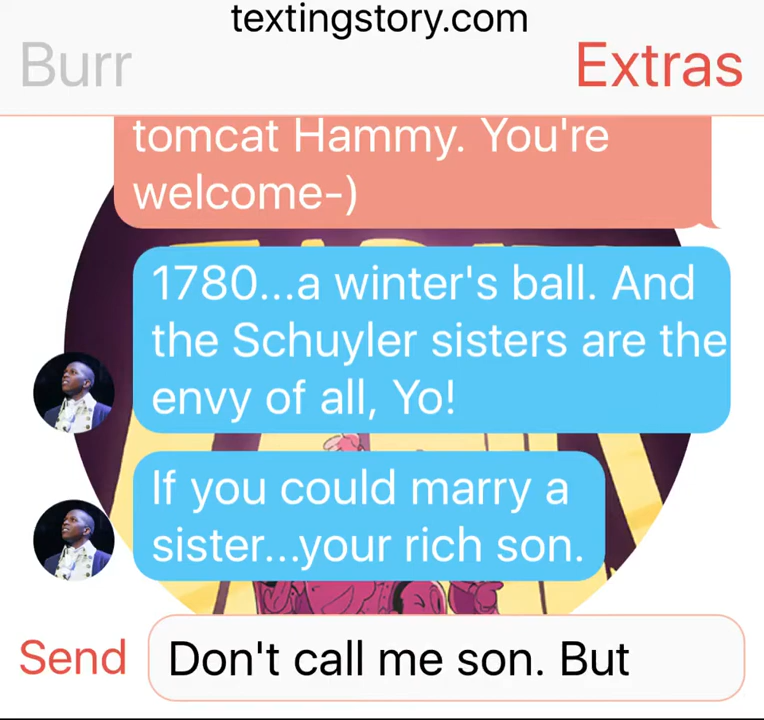 textingstory.com
Burr
Extras
tomcat Hammy. You're
welcome-)
1780...a winter's ball. And
the Schuyler sisters are the
envy of all, Yo!
If you could marry a
sister...your rich son.
Send
Don't call me son. But